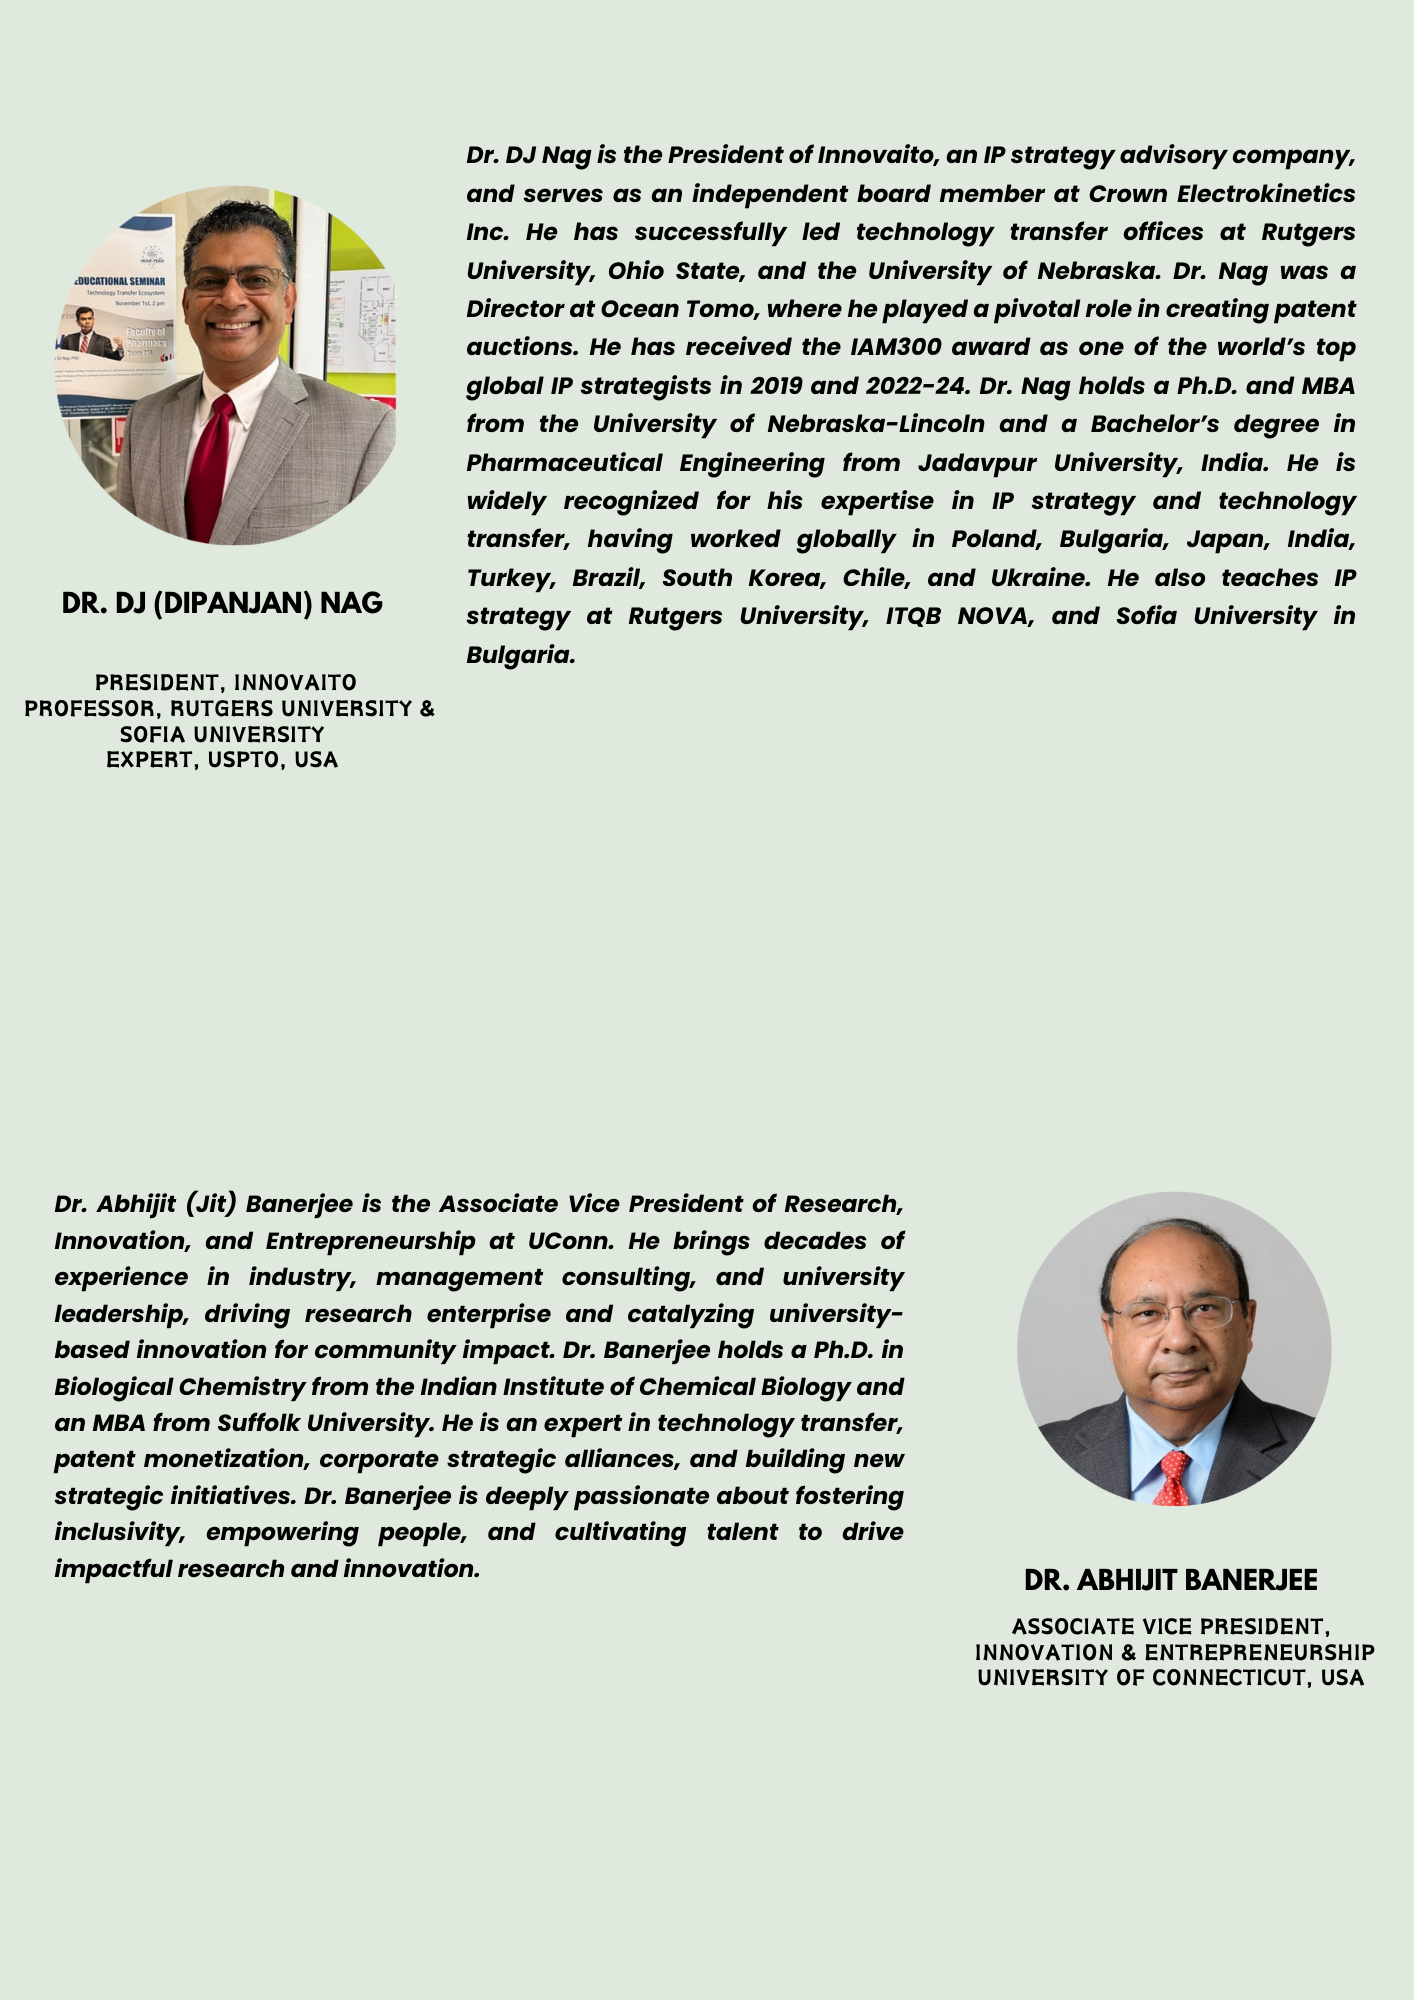 Dr. DJ Nag is the President of Innovaito, an IP strategy advisory company,
and serves as an independent board member at Crown Electrokinetics
Inc. He has successfully led technology transfer offices at Rutgers
University, Ohio State, and the University of Nebraska. Dr. Nag was a
Director at Ocean Tomo, where he played a pivotal role in creating patent
auctions. He has received the IAM300 award as one of the world's top
global IP strategists in 2019 and 2022-24. Dr. Nag holds a Ph.D. and MBA
from the University of Nebraska-Lincoln and a Bachelor's degree in
Pharmaceutical Engineering from Jadavpur University, India. He is
widely recognized for his expertise in IP strategy and technology
transfer, having worked globally in Poland, Bulgaria, Japan, India,
Turkey, Brazil, South Korea, Chile, and Ukraine. He also teaches IP
strategy at Rutgers University, ITQB NOVA, and Sofia University in
Bulgaria.
EDUCATIONAL SEMINAR
Technology Transfer Ecosystem
November 1st, 2 pm
Faculty of
Pharmacy
DR. DJ (DIPANJAN) NAG
PRESIDENT, INNOVAITO
PROFESSOR, RUTGERS UNIVERSITY &
SOFIA UNIVERSITY
EXPERT, USPTO, USA
Dr. Abhijit (Jit) Banerjee is the Associate Vice President of Research,
Innovation, and Entrepreneurship at UConn. He brings decades of
experience in industry, management consulting, and university
leadership, driving research enterprise and catalyzing university-
based innovation for community impact. Dr. Banerjee holds a Ph.D. in
Biological Chemistry from the Indian Institute of Chemical Biology and
an MBA from Suffolk University. He is an expert in technology transfer,
patent monetization, corporate strategic alliances, and building new
strategic initiatives. Dr. Banerjee is deeply passionate about fostering
inclusivity, empowering people, and cultivating talent to drive
impactful research and innovation.
DR. ABHIJIT BANERJEE
ASSOCIATE VICE PRESIDENT,
INNOVATION & ENTREPRENEURSHIP
UNIVERSITY OF CONNECTICUT, USA